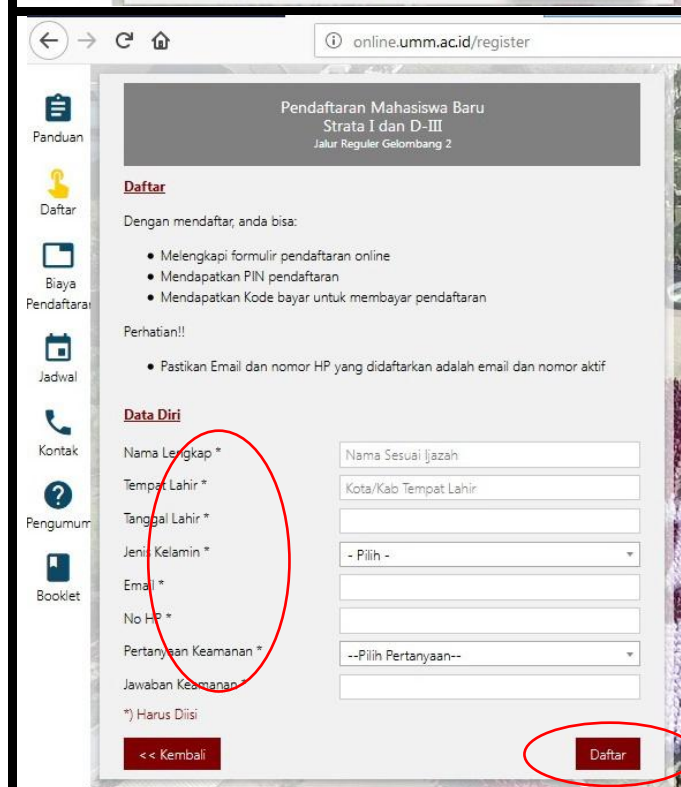 online.umm.ac.id/register
Panduan
Daftar
Biaya
Pendaftaran
Jadwal
Kontak
Pengumum
Booklet
Pendaftaran Mahasiswa Baru
Strata I dan D-III
Jalur Reguler Gelombang 2
Daftar
Dengan mendaftar, anda bisa:
• Melengkapi formulir pendaftaran online
• Mendapatkan PIN pendaftaran
• Mendapatkan Kode bayar untuk membayar pendaftaran
Perhatian!!
• Pastikan Email dan nomor HP yang didaftarkan adalah email dan nomor aktif
Data Diri
Nama Lengkap * Nama Sesuai Ijazah
Tempat Lahir * Kota/Kab Tempat Lahir
Tanggal Lahir *
Jenis Kelamin * - Pilih -
Email *
No HP *
Pertanyaan Keamanan * --Pilih Pertanyaan--
Jawaban Keamanan *
*) Harus Diisi
<< Kembali Daftar